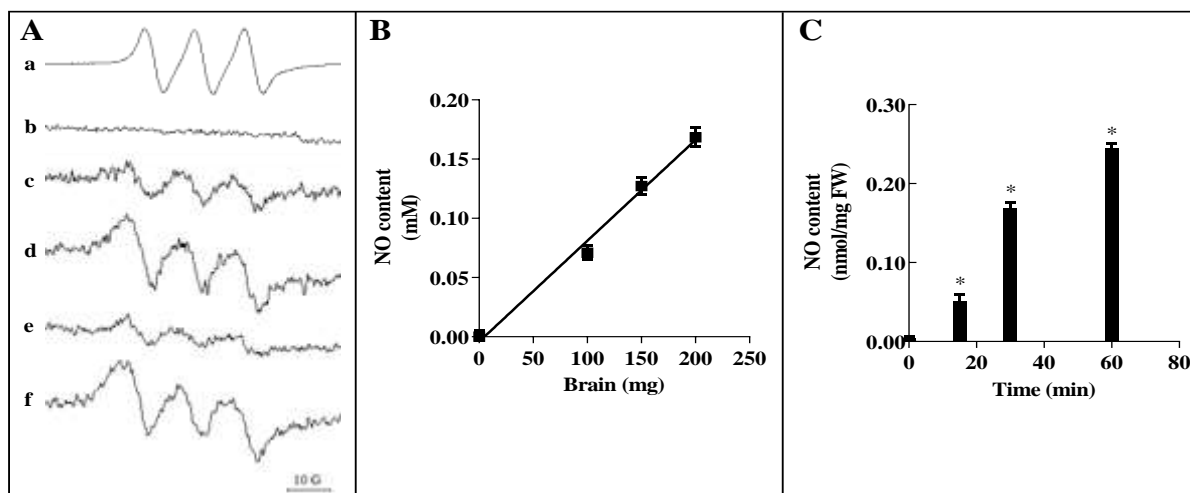 A
a
b
c
d
e
f
10 G
B
NO content
(mM)
0.20
0.15
0.10
0.05
0.00
0 50 100 150 200 250
Brain (mg)
C
NO content
(nmol/mg FW)
0.30
0.20
0.10
0.00
* * *
0 20 40 60 80
Time (min)